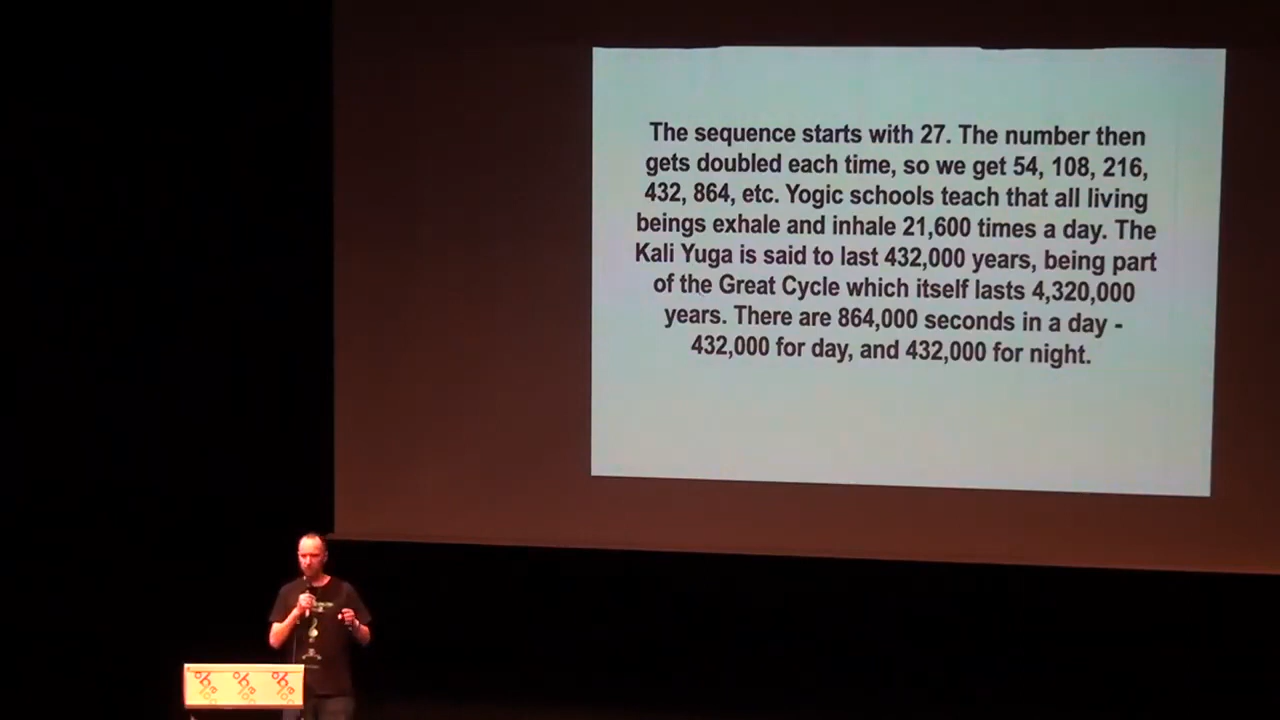 The sequence starts with 27. The number then
gets doubled each time, so we get 54, 108, 216,
432, 864, etc. Yogic schools teach that all living
beings exhale and inhale 21,600 times a day. The
Kali Yuga is said to last 432,000 years, being part
of the Great Cycle which itself lasts 4,320,000
years. There are 864,000 seconds in a day -
432,000 for day, and 432,000 for night.